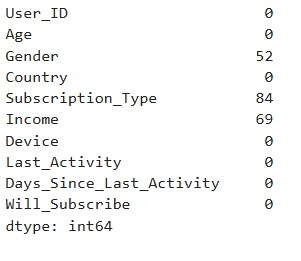 User_ID 0
Age 0
Gender 52
Country 0
Subscription_Type 84
Income 69
Device 0
Last_Activity 0
Days_Since_Last_Activity 0
Will_Subscribe 0
dtype: int64